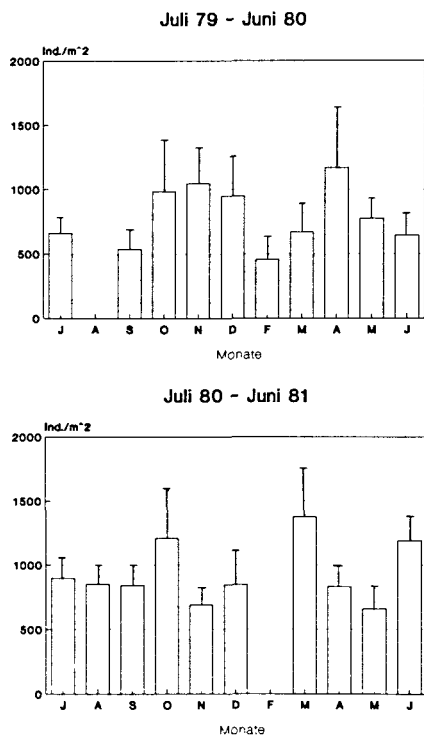 Juli 79 - Juni 80
Ind./m^2
2000
1500
1000
500
0
J A S O N D F M A M J
Monate
Juli 80 - Juni 81
Ind./m^2
2000
1500
1000
500
0
J A S O N D F M A M J
Monate